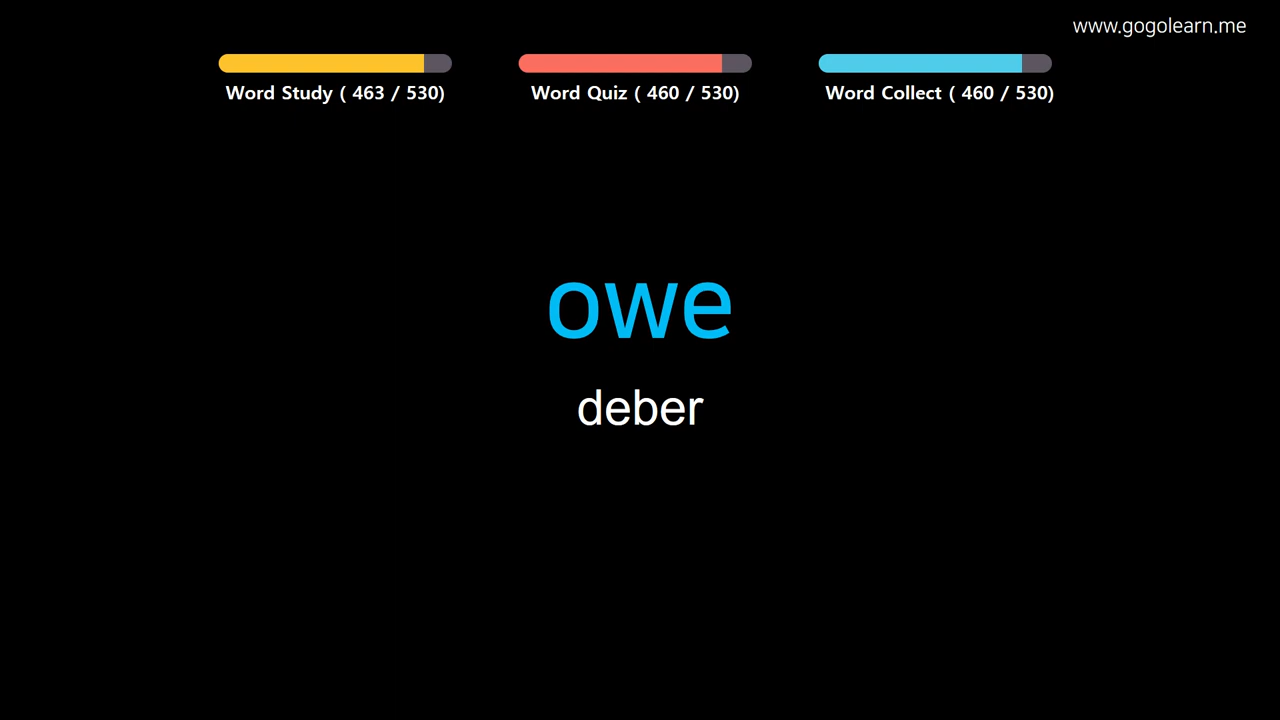 www.gogolearn.me
Word Study ( 463 / 530)
Word Quiz ( 460 / 530)
Word Collect ( 460 / 530)
owe
deber